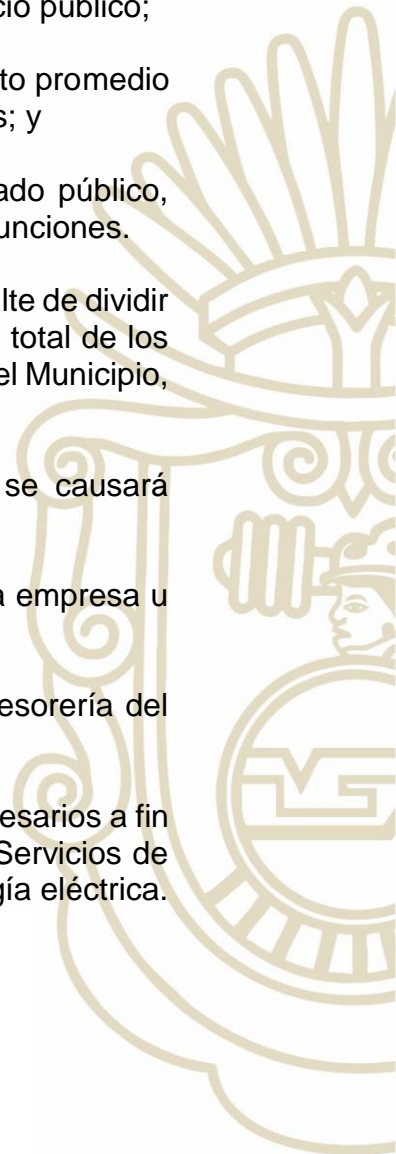 cio público;
to promedio
s; y
ado público,
unciones.
lte de dividir
total de los
el Municipio,
se causará
a empresa u
esorería del
esarios a fin
Servicios de
gía eléctrica.